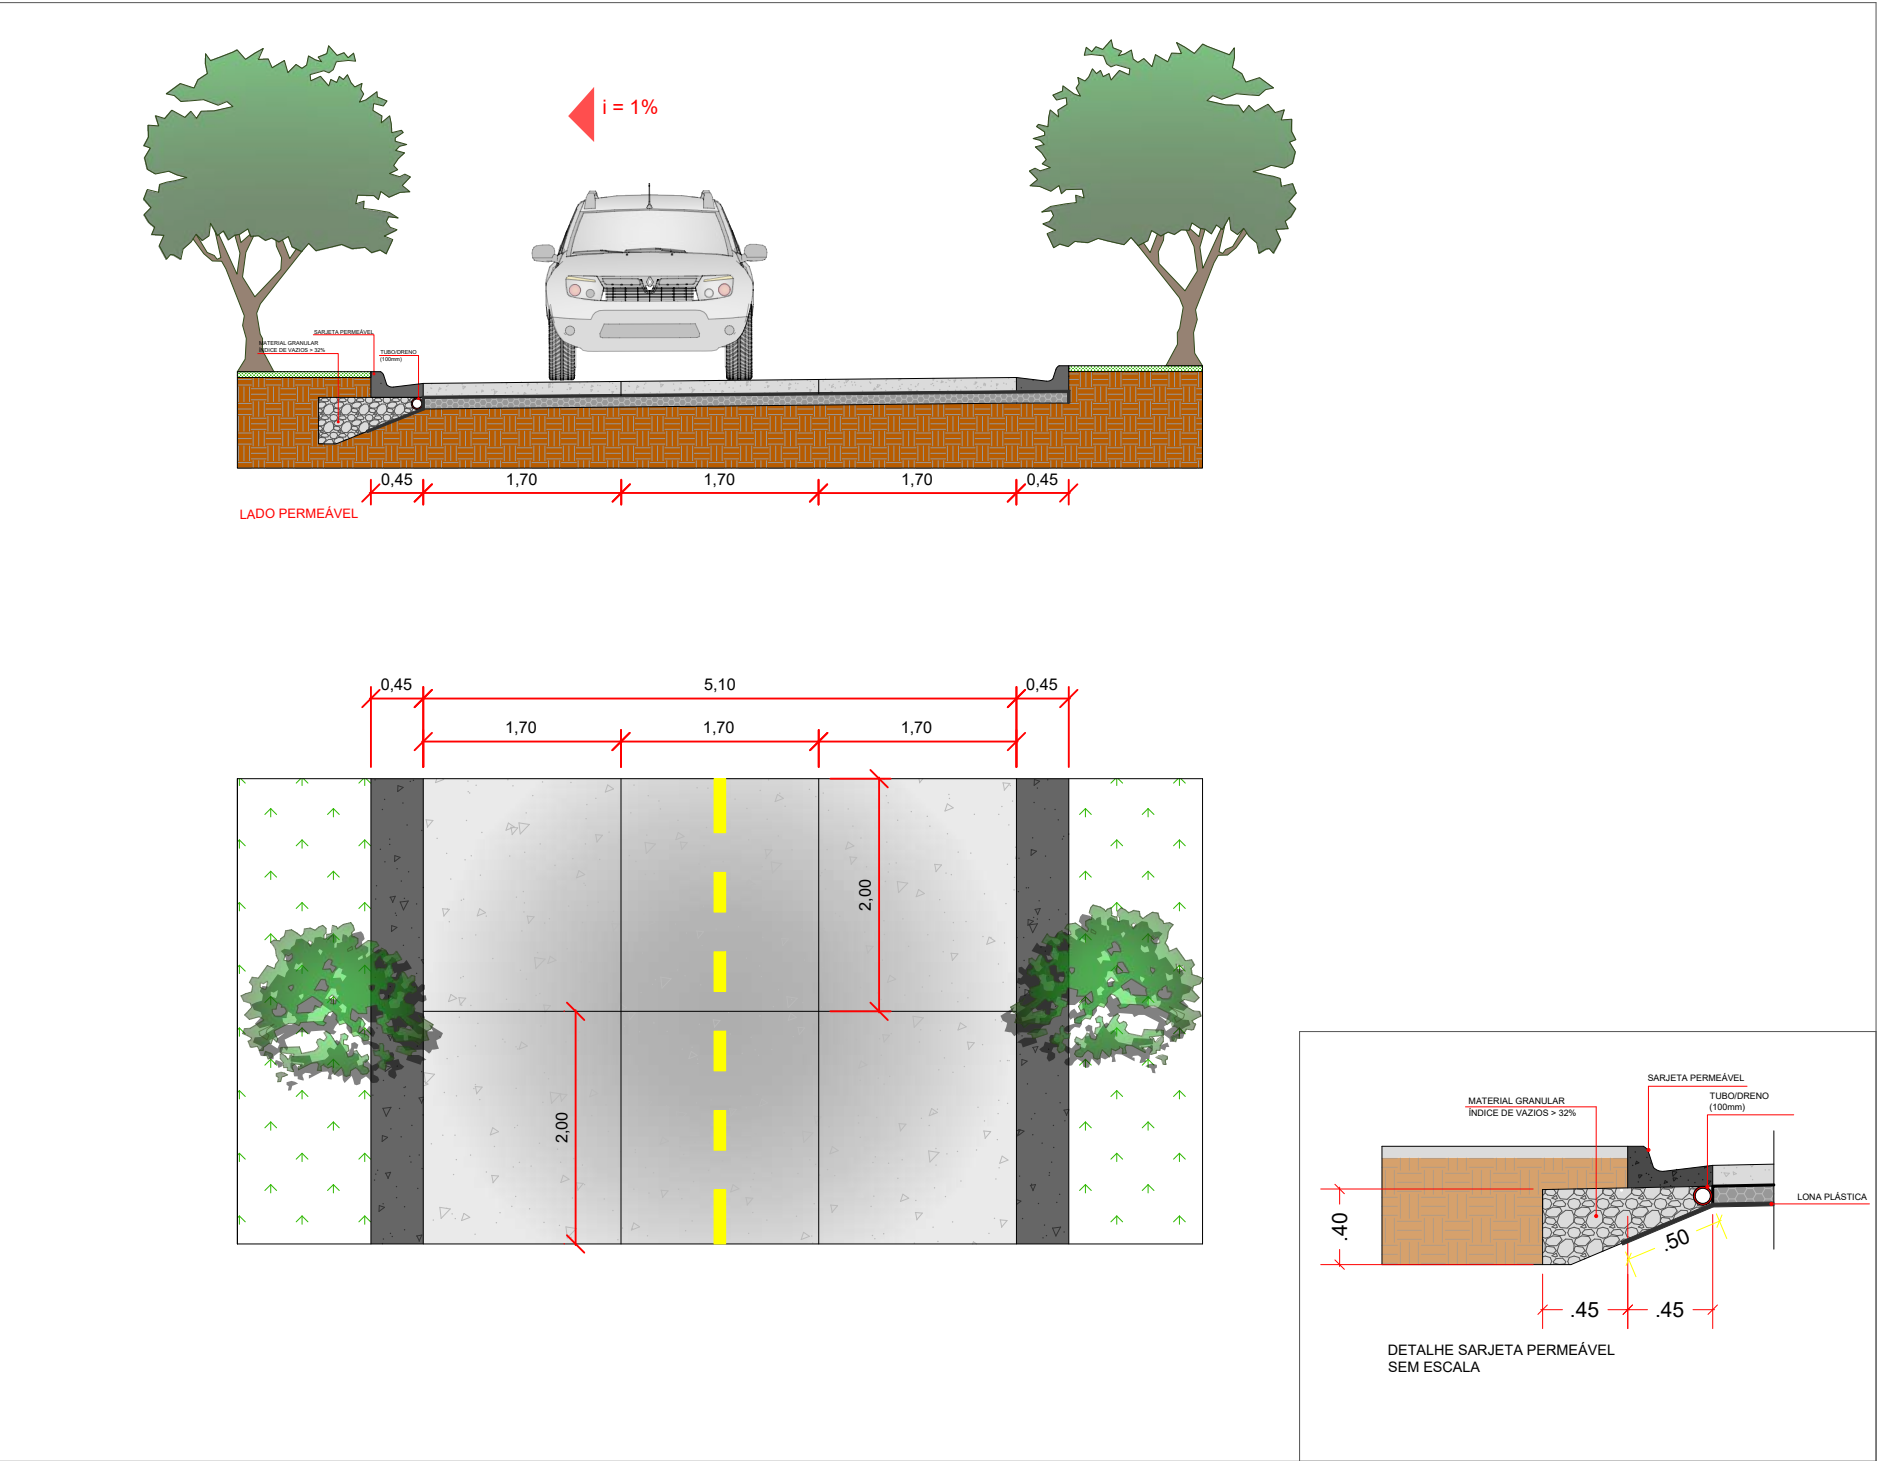 i = 1%
SARJETA PERMEÁVEL
MATERIAL GRANULAR
ÍNDICE DE VAZIOS > 32%
TUBO/DRENO
(100mm)
0,45 1,70 1,70 1,70 0,45
LADO PERMEÁVEL
0,45 5,10 0,45
1,70 1,70 1,70
2,00
2,00
SARJETA PERMEÁVEL
TUBO/DRENO
(100mm)
MATERIAL GRANULAR
ÍNDICE DE VAZIOS > 32%
LONA PLÁSTICA
.40
.50
.45 .45
DETALHE SARJETA PERMEÁVEL
SEM ESCALA